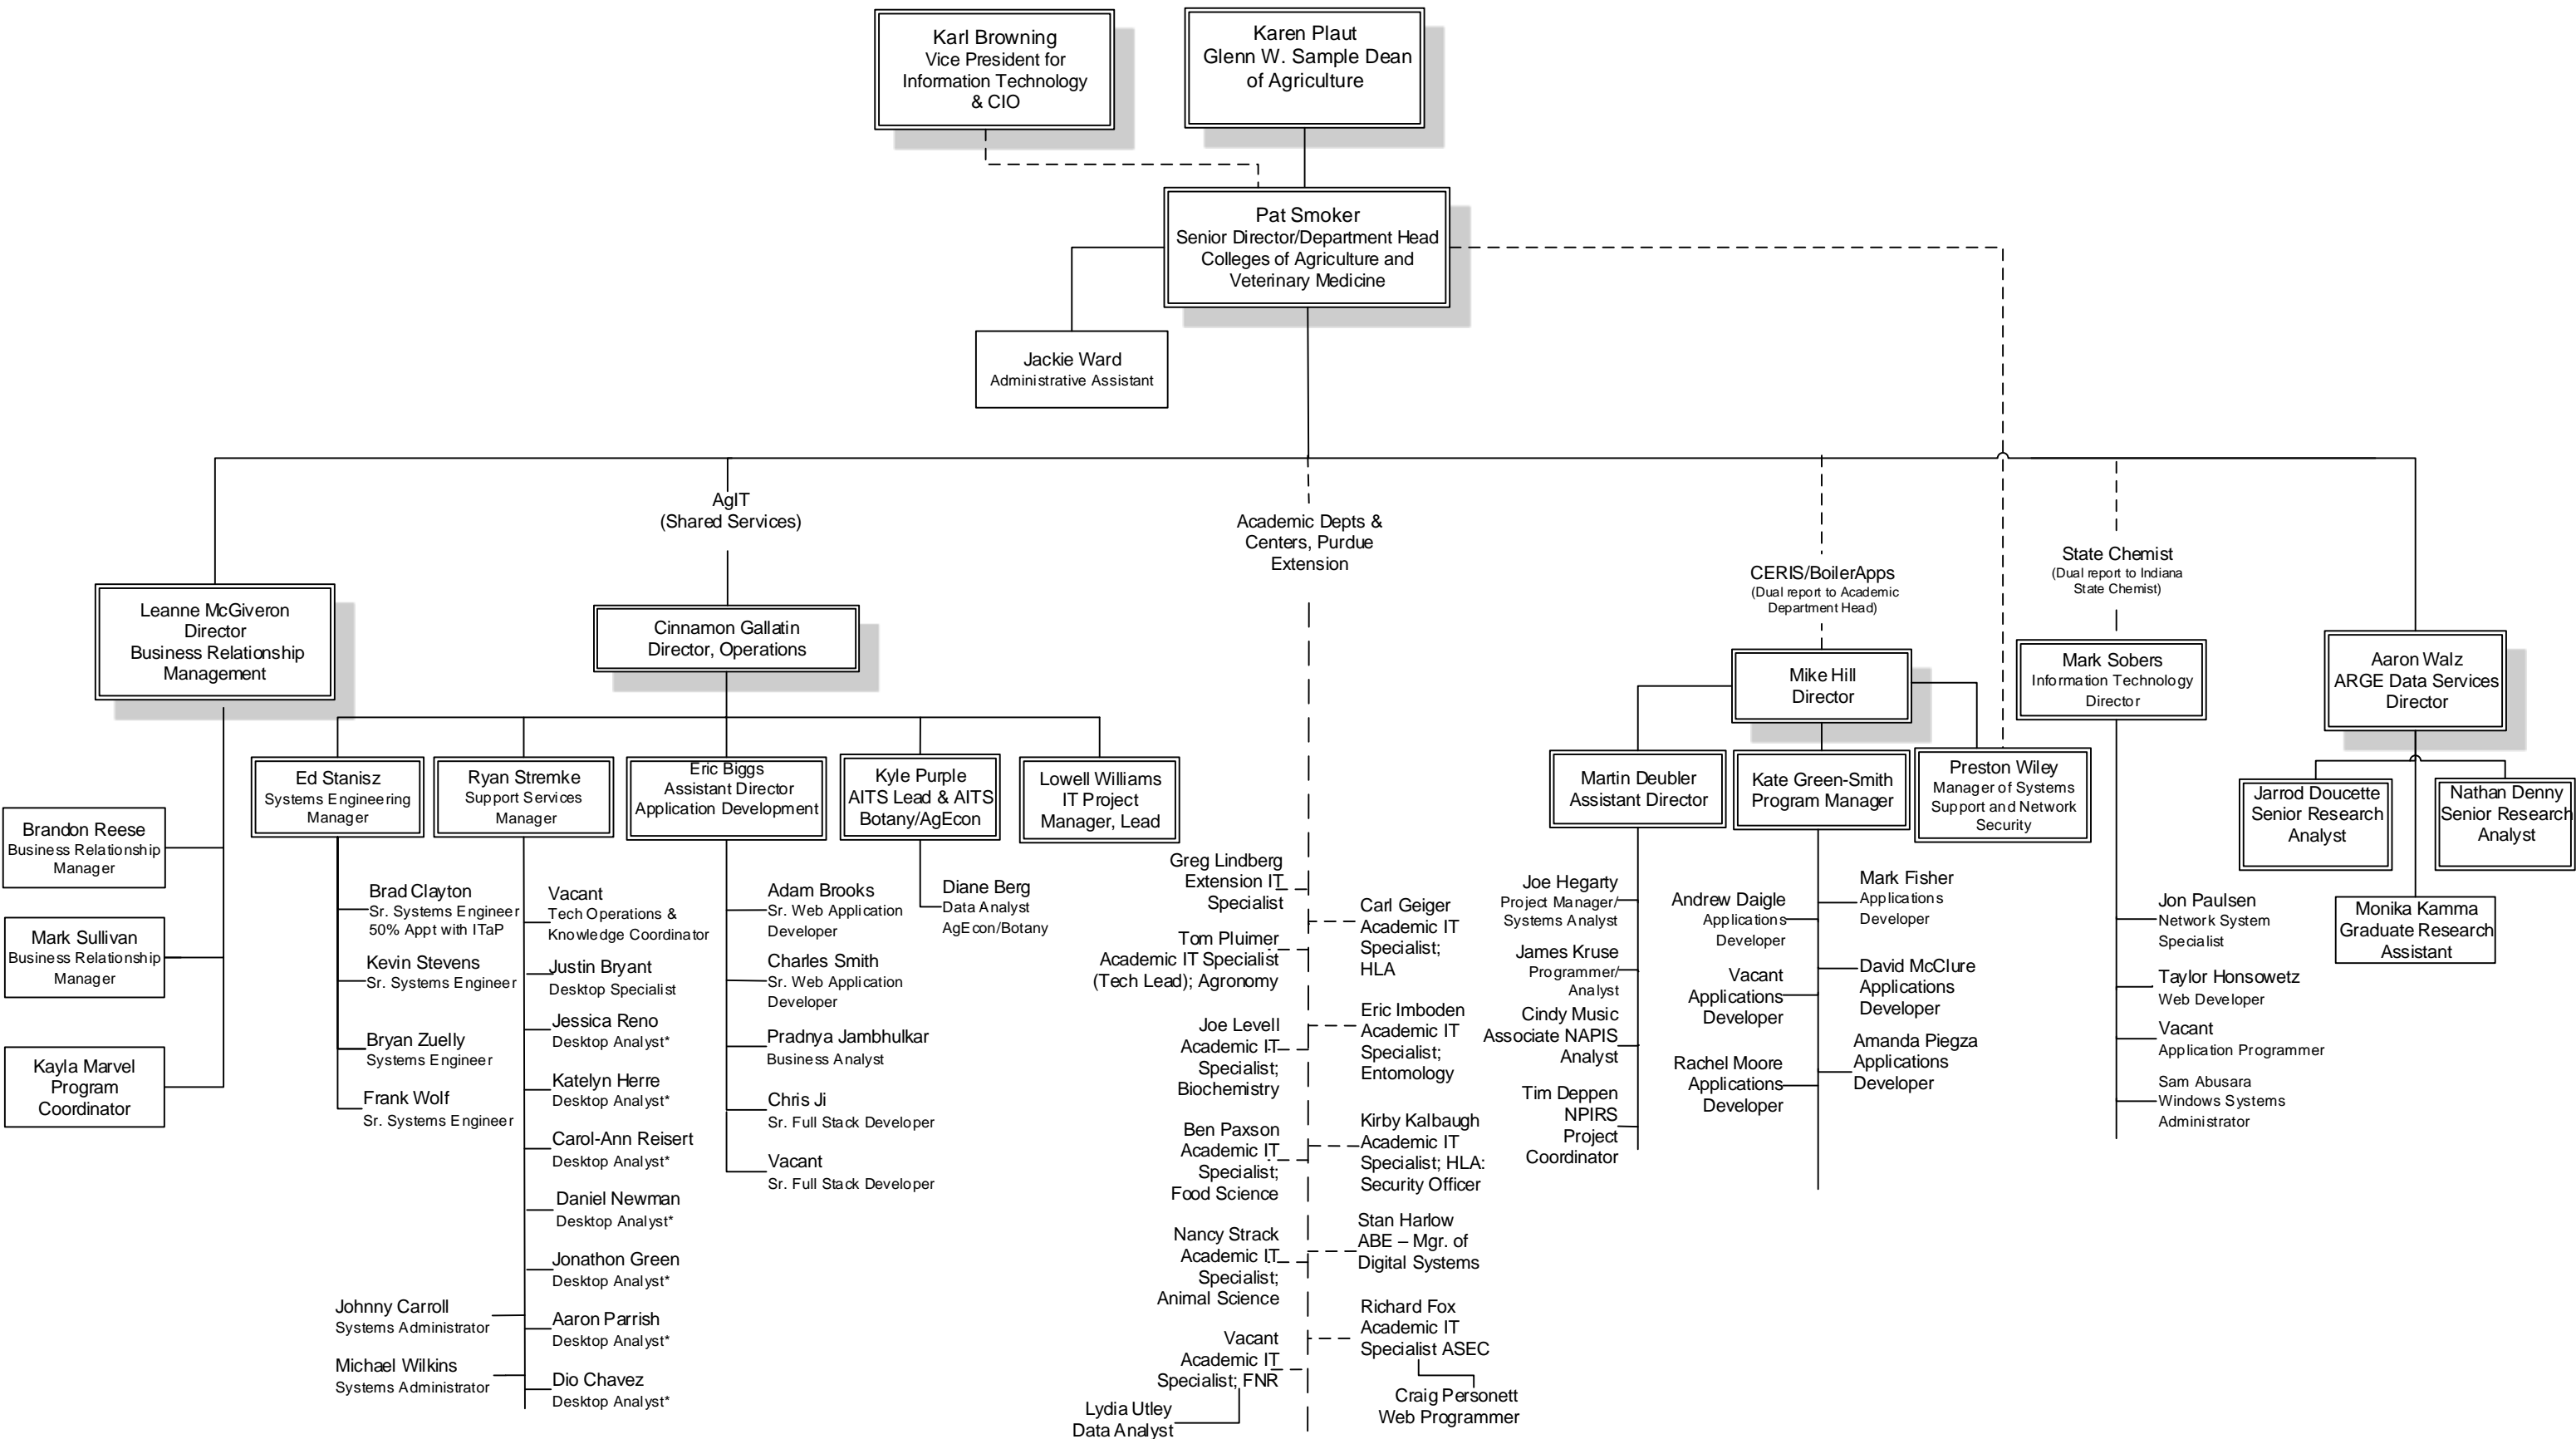 Karl Browning
Vice President for
Information Technology
& CIO
Karen Plaut
Glenn W. Sample Dean
of Agriculture
Pat Smoker
Senior Director/Department Head
Colleges of Agriculture and
Veterinary Medicine
Jackie Ward
Administrative Assistant
AgIT
(Shared Services)
Academic Depts &
Centers, Purdue
Extension
CERIS/BoilerApps
(Dual report to Academic
Department Head)
State Chemist
(Dual report to Indiana
State Chemist)
Leanne McGiveron
Director
Business Relationship
Management
Cinnamon Gallatin
Director, Operations
Mike Hill
Director
Mark Sobers
Information Technology
Director
Aaron Walz
ARGE Data Services
Director
Brandon Reese
Business Relationship
Manager
Mark Sullivan
Business Relationship
Manager
Kayla Marvel
Program
Coordinator
Ed Stanisz
Systems Engineering
Manager
Ryan Stremke
Support Services
Manager
Eric Biggs
Assistant Director
Application Development
Kyle Purple
AITS Lead & AITS
Botany/AgEcon
Lowell Williams
IT Project
Manager, Lead
Martin Deubler
Assistant Director
Kate Green-Smith
Program Manager
Preston Wiley
Manager of Systems
Support and Network
Security
Jarrod Doucette
Senior Research
Analyst
Nathan Denny
Senior Research
Analyst
Monika Kamma
Graduate Research
Assistant
Brad Clayton
Sr. Systems Engineer
50% Appt with ITaP
Kevin Stevens
Sr. Systems Engineer
Bryan Zuelly
Systems Engineer
Frank Wolf
Sr. Systems Engineer
Vacant
Tech Operations &
Knowledge Coordinator
Justin Bryant
Desktop Specialist
Jessica Reno
Desktop Analyst*
Katelyn Herre
Desktop Analyst*
Carol-Ann Reisert
Desktop Analyst*
Daniel Newman
Desktop Analyst*
Jonathon Green
Desktop Analyst*
Aaron Parrish
Desktop Analyst*
Dio Chavez
Desktop Analyst*
Johnny Carroll
Systems Administrator
Michael Wilkins
Systems Administrator
Adam Brooks
Sr. Web Application
Developer
Charles Smith
Sr. Web Application
Developer
Pradnya Jambhulkar
Business Analyst
Chris Ji
Sr. Full Stack Developer
Vacant
Sr. Full Stack Developer
Diane Berg
Data Analyst
AgEcon/Botany
Greg Lindberg
Extension IT
Specialist
Tom Pluimer
Academic IT Specialist
(Tech Lead); Agronomy
Joe Levell
Academic IT
Specialist;
Biochemistry
Ben Paxson
Academic IT
Specialist;
Food Science
Nancy Strack
Academic IT
Specialist;
Animal Science
Vacant
Academic IT
Specialist; FNR
Lydia Utley
Data Analyst
Carl Geiger
Academic IT
Specialist;
HLA
Eric Imboden
Academic IT
Specialist;
Entomology
Kirby Kalbaugh
Academic IT
Specialist; HLA:
Security Officer
Stan Harlow
ABE – Mgr. of
Digital Systems
Richard Fox
Academic IT
Specialist ASEC
Craig Personett
Web Programmer
Joe Hegarty
Project Manager/
Systems Analyst
James Kruse
Programmer/
Analyst
Cindy Music
Associate NAPIS
Analyst
Tim Deppen
NPIRS
Project
Coordinator
Andrew Daigle
Applications
Developer
Vacant
Applications
Developer
Rachel Moore
Applications
Developer
Mark Fisher
Applications
Developer
David McClure
Applications
Developer
Amanda Piegza
Applications
Developer
Jon Paulsen
Network System
Specialist
Taylor Honsowetz
Web Developer
Vacant
Application Programmer
Sam Abusara
Windows Systems
Administrator